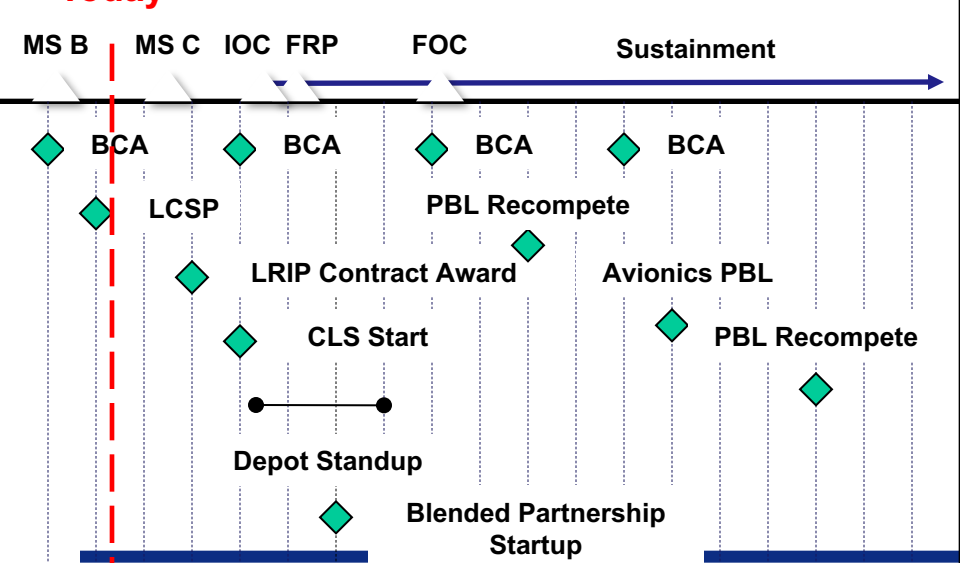 Today
MS B MS C IOC FRP FOC Sustainment
BCA BCA BCA BCA
LCSP PBL Recompete
LRIP Contract Award Avionics PBL
CLS Start PBL Recompete
Depot Standup
Blended Partnership
Startup